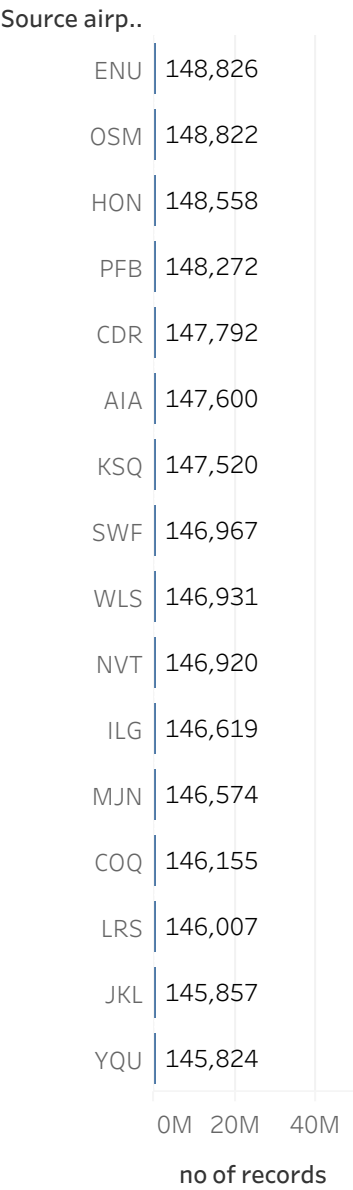 Source airp..
ENU 148,826
OSM 148,822
HON 148,558
PFB 148,272
CDR 147,792
AIA 147,600
KSQ 147,520
SWF 146,967
WLS 146,931
NVT 146,920
ILG 146,619
MJN 146,574
COQ 146,155
LRS 146,007
JKL 145,857
YQU 145,824
0M 20M 40M
no of records